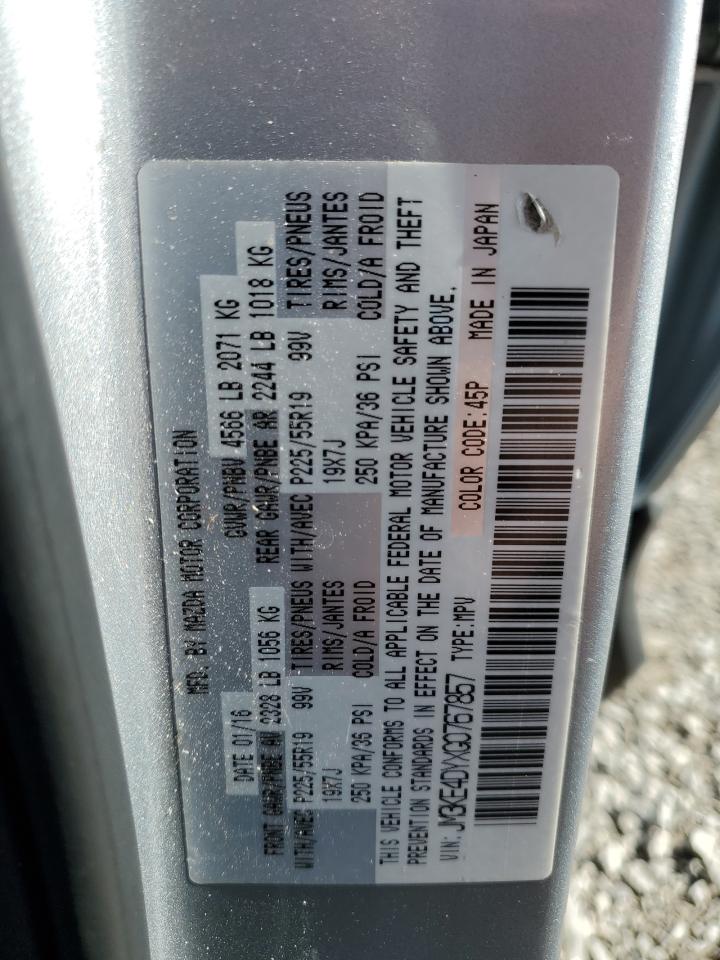 MFD. BY MAZDA MOTOR CORPORATION
DATE 01/16 GVWR/PNBV 4566 LB 2071 KG
FRONT GAWR/PNBE AV 2328 LB 1056 KG REAR GAWR/PNBE AR 2244 LB 1018 KG
WITH/AVEC P225/55R19 99V TIRES/PNEUS WITH/AVEC P225/55R19 99V TIRES/PNEUS
19X7J RIMS/JANTES 19X7J RIMS/JANTES
250 KPA/36 PSI COLD/A FROID 250 KPA/36 PSI COLD/A FROID
THIS VEHICLE CONFORMS TO ALL APPLICABLE FEDERAL MOTOR VEHICLE SAFETY AND THEFT
PREVENTION STANDARDS IN EFFECT ON THE DATE OF MANUFACTURE SHOWN ABOVE.
VIN: JM3KE4DYXG0767857 TYPE:MPV COLOR CODE:45P MADE IN JAPAN